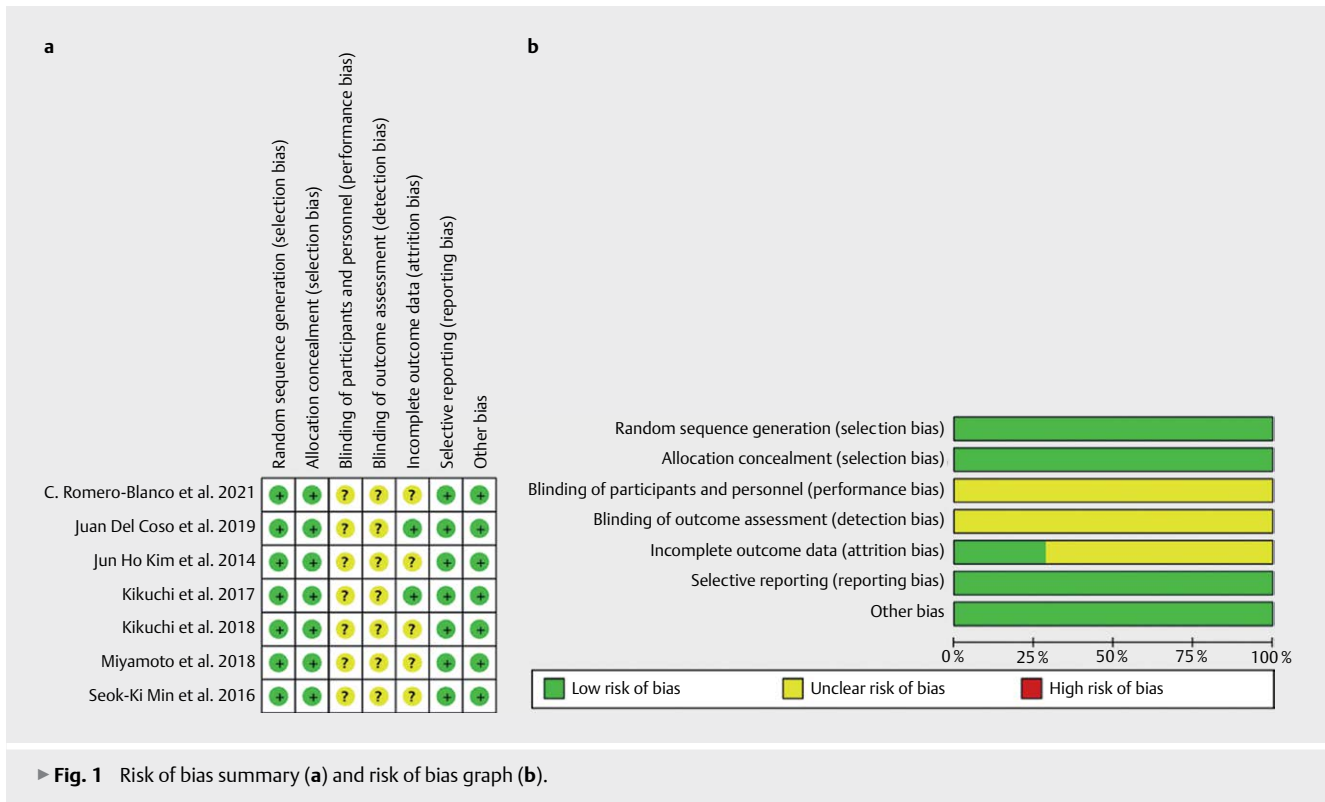 a
Random sequence generation (selection bias)
Allocation concealment (selection bias)
Blinding of participants and personnel (performance bias)
Blinding of outcome assessment (detection bias)
Incomplete outcome data (attrition bias)
Selective reporting (reporting bias)
Other bias
C. Romero-Blanco et al. 2021 + + ? ? ? + +
Juan Del Coso et al. 2019 + + ? ? + + +
Jun Ho Kim et al. 2014 + + ? ? ? + +
Kikuchi et al. 2017 + + ? ? + + +
Kikuchi et al. 2018 + + ? ? ? + +
Miyamoto et al. 2018 + + ? ? ? + +
Seok-Ki Min et al. 2016 + + ? ? ? + +
b
Random sequence generation (selection bias)
Allocation concealment (selection bias)
Blinding of participants and personnel (performance bias)
Blinding of outcome assessment (detection bias)
Incomplete outcome data (attrition bias)
Selective reporting (reporting bias)
Other bias
0 % 25 % 50 % 75 % 100 %
Low risk of bias Unclear risk of bias High risk of bias
▶ Fig. 1 Risk of bias summary (a) and risk of bias graph (b).